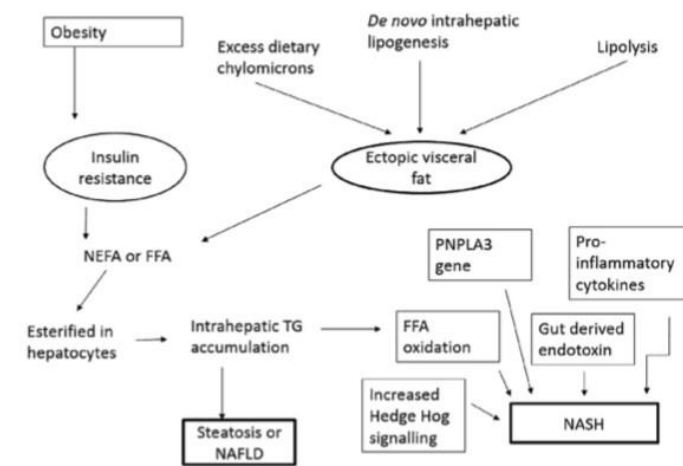 Obesity
Excess dietary
chylomicrons
De novo intrahepatic
lipogenesis
Lipolysis
Insulin
resistance
Ectopic visceral
fat
NEFA or FFA
PNPLA3
gene
Pro-
inflammatory
cytokines
Esterified in
hepatocytes
Intrahepatic TG
accumulation
FFA
oxidation
Gut derived
endotoxin
Increased
Hedge Hog
signalling
Steatosis or
NAFLD
NASH